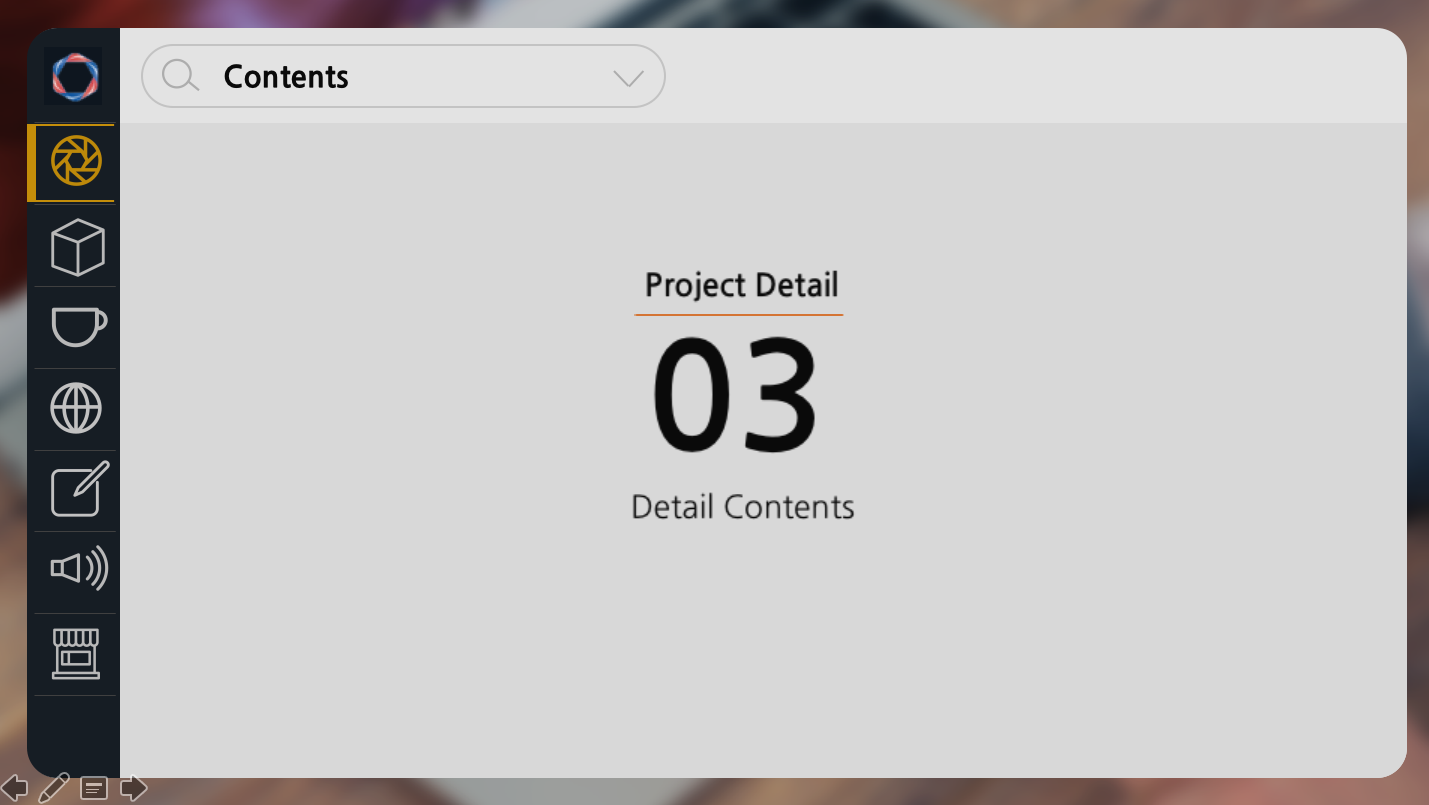 Contents
Project Detail
03
Detail Contents